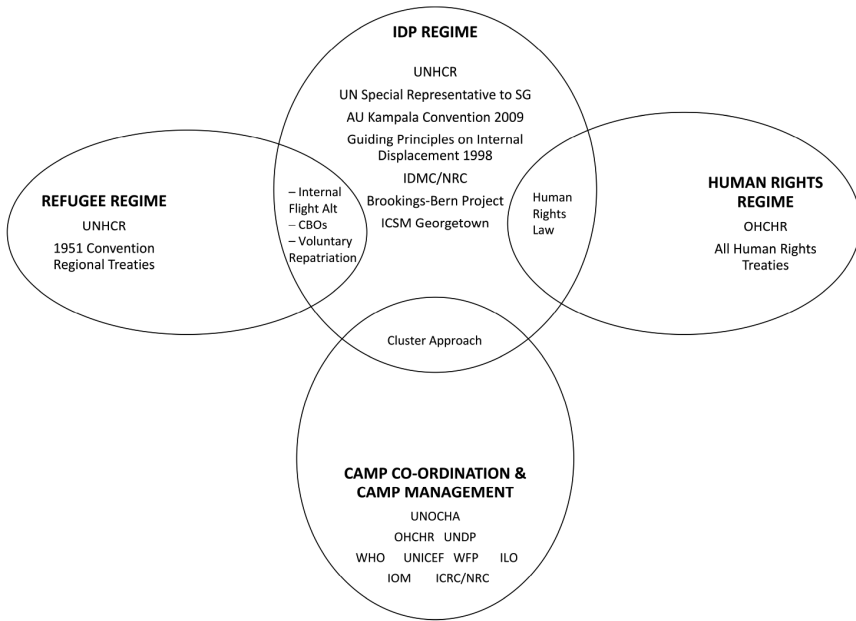 IDP REGIME
UNHCR
UN Special Representative to SG
AU Kampala Convention 2009
Guiding Principles on Internal
Displacement 1998
IDMC/NRC
Brookings-Bern Project
ICSM Georgetown
REFUGEE REGIME
UNHCR
1951 Convention
Regional Treaties
– Internal
Flight Alt
– CBOs
– Voluntary
Repatriation
Human
Rights
Law
HUMAN RIGHTS
REGIME
OHCHR
All Human Rights
Treaties
Cluster Approach
CAMP CO-ORDINATION &
CAMP MANAGEMENT
UNOCHA
OHCHR UNDP
WHO UNICEF WFP ILO
IOM ICRC/NRC